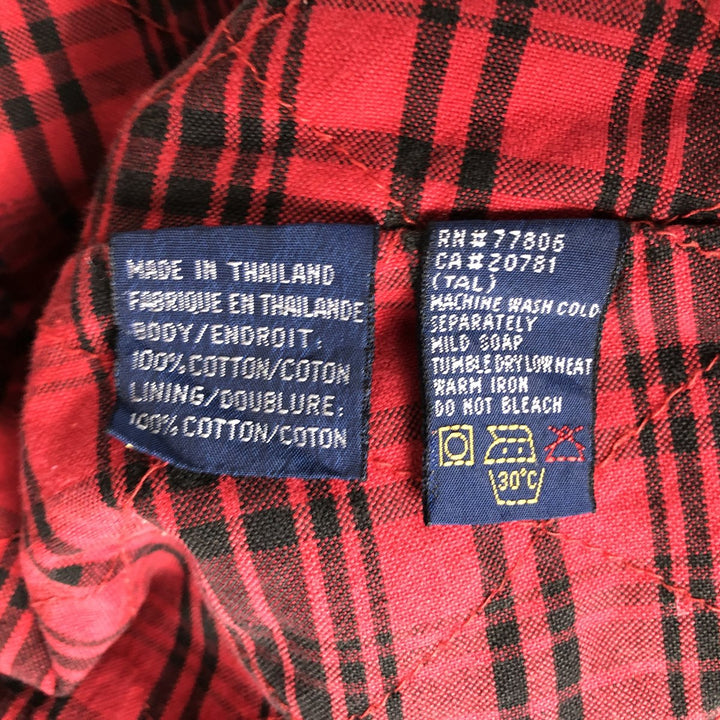 MADE IN THAILAND
FABRIQUE EN THAILANDE
BODY/ENDROIT:
100% COTTON/COTON
LINING/DOUBLURE:
100% COTTON/COTON
RN#77806
CA#20781
(TAL)
MACHINE WASH COLD
SEPARATELY
MILD SOAP
TUMBLE DRY LOW HEAT
WARM IRON
DO NOT BLEACH
30°C